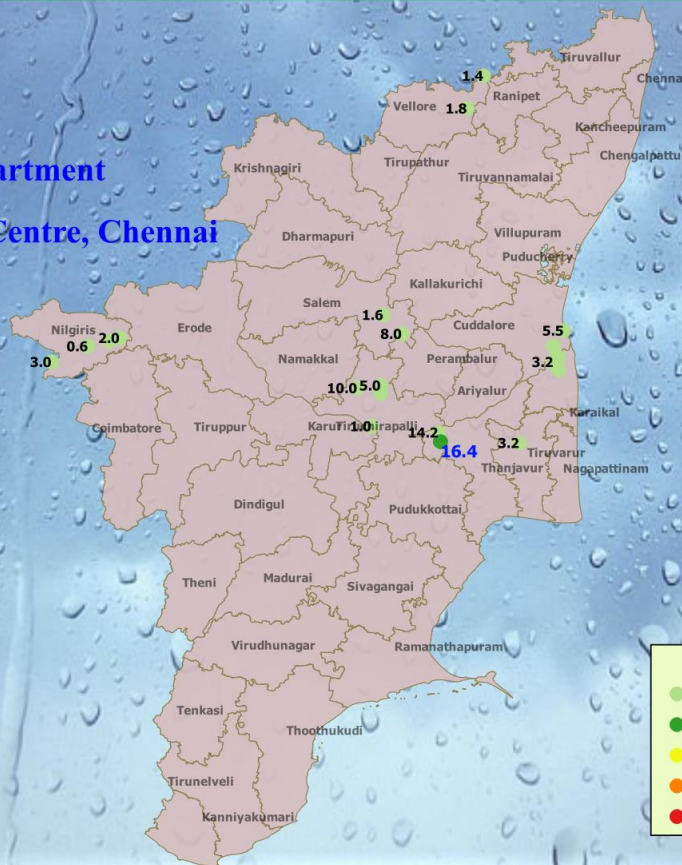 Tiruvallur
1.4
Chenna
Ranipet
Vellore 1.8
Kancheepuram
Chengalpattu
Tirupathur
Krishnagiri
artment
Tiruvannamalai
Centre, Chennai
Dharmapuri
Villupuram
Puducherry
Kallakurichi
Salem
1.6
Cuddalore
5.5
Nilgiris
Erode
2.0
8.0
0.6
3.0
Namakkal
Perambalur
3.2
10.0 5.0
Ariyalur
Karaikal
Coimbatore
Tiruppur
1.0
14.2
16.4
3.2
Tiruvarur
Thanjavur
Nagapattinam
Dindigul
Pudukkottai
Theni
Madurai
Sivagangai
Virudhunagar
Ramanathapuram
Tenkasi
Thoothukudi
Tirunelveli
Kanniyakumari